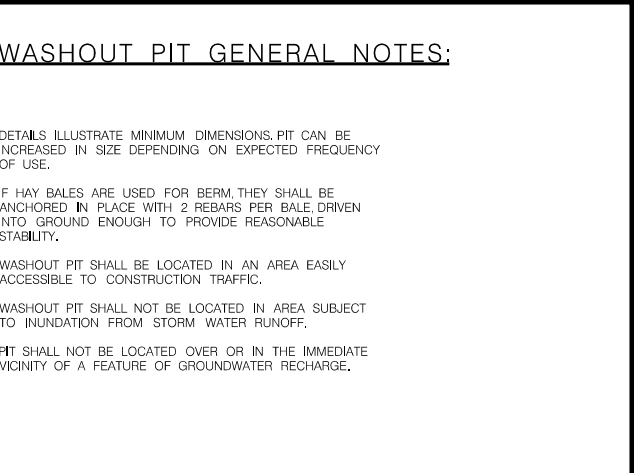 WASHOUT PIT GENERAL NOTES:
DETAILS ILLUSTRATE MINIMUM DIMENSIONS. PIT CAN BE
INCREASED IN SIZE DEPENDING ON EXPECTED FREQUENCY
OF USE.
IF HAY BALES ARE USED FOR BERM, THEY SHALL BE
ANCHORED IN PLACE WITH 2 REBARS PER BALE, DRIVEN
INTO GROUND ENOUGH TO PROVIDE REASONABLE
STABILITY.
WASHOUT PIT SHALL BE LOCATED IN AN AREA EASILY
ACCESSIBLE TO CONSTRUCTION TRAFFIC.
WASHOUT PIT SHALL NOT BE LOCATED IN AREA SUBJECT
TO INUNDATION FROM STORM WATER RUNOFF.
PIT SHALL NOT BE LOCATED OVER OR IN THE IMMEDIATE
VICINITY OF A FEATURE OF GROUNDWATER RECHARGE.